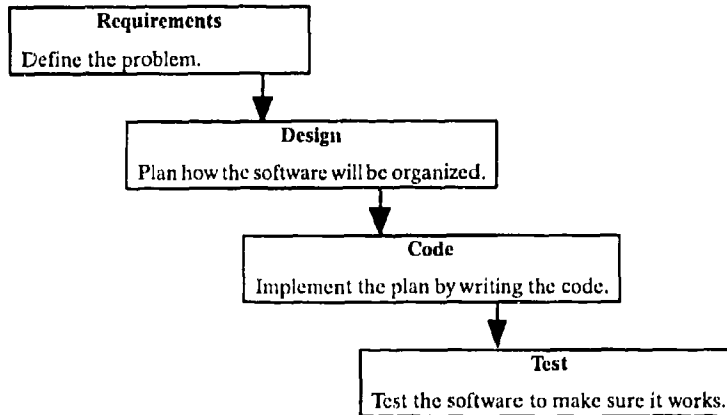 Requirements
Define the problem.
Design
Plan how the software will be organized.
Code
Implement the plan by writing the code.
Test
Test the software to make sure it works.